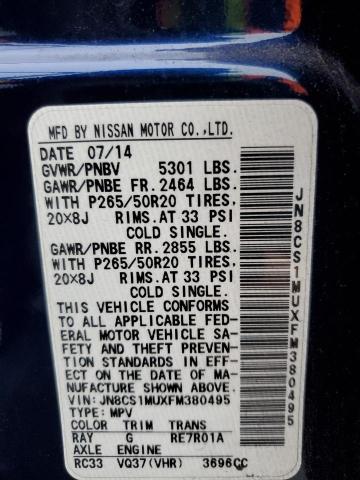 MFD BY NISSAN MOTOR CO.,LTD.
DATE 07/14
GVWR/PNBV 5301 LBS.
GAWR/PNBE FR. 2464 LBS.
WITH P265/50R20 TIRES,
20X8J RIMS.AT 33 PSI
COLD SINGLE.
GAWR/PNBE RR. 2855 LBS.
WITH P265/50R20 TIRES,
20X8J RIMS.AT 33 PSI
COLD SINGLE.
THIS VEHICLE CONFORMS
TO ALL APPLICABLE FED-
ERAL MOTOR VEHICLE SA-
FETY AND THEFT PREVENTION
STANDARDS IN EFFECT
ON THE DATE OF MA-
NUFACTURE SHOWN ABOVE.
VIN:JN8CS1MUXFM380495
TYPE:MPV
COLOR TRIM TRANS
RAY G RE7R01A
AXLE ENGINE
RC33 VQ37(VHR) 3696CC
JN8CS1MUXFM380495